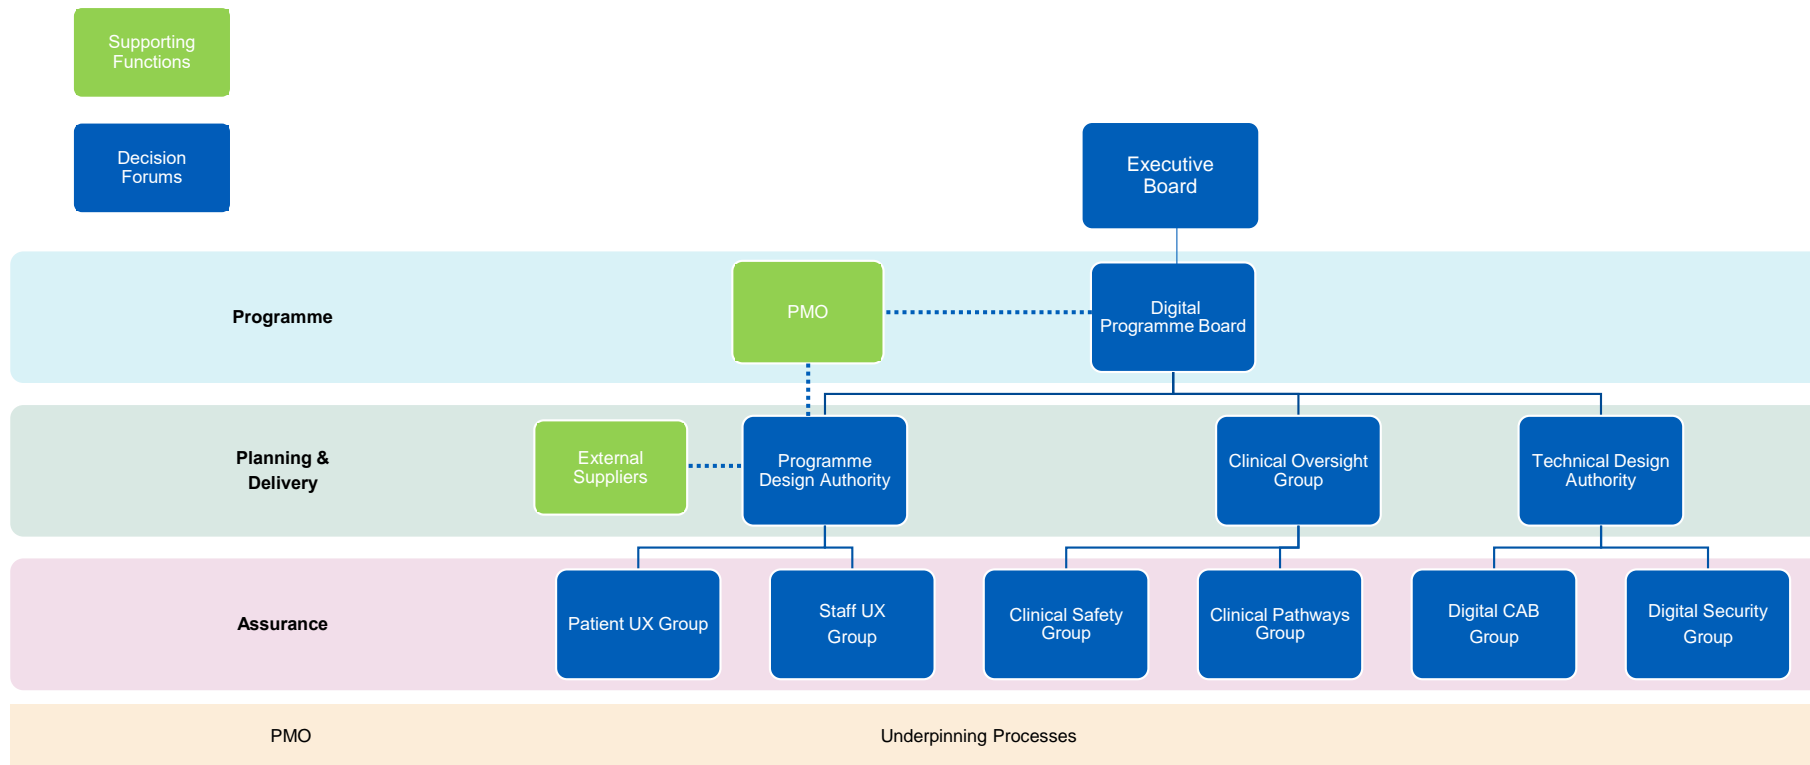 Supporting
Functions
Decision
Forums
Executive
Board
Programme
PMO
Digital
Programme Board
Planning &
Delivery
External
Suppliers
Programme
Design Authority
Clinical Oversight
Group
Technical Design
Authority
Assurance
Patient UX Group
Staff UX
Group
Clinical Safety
Group
Clinical Pathways
Group
Digital CAB
Group
Digital Security
Group
PMO
Underpinning Processes